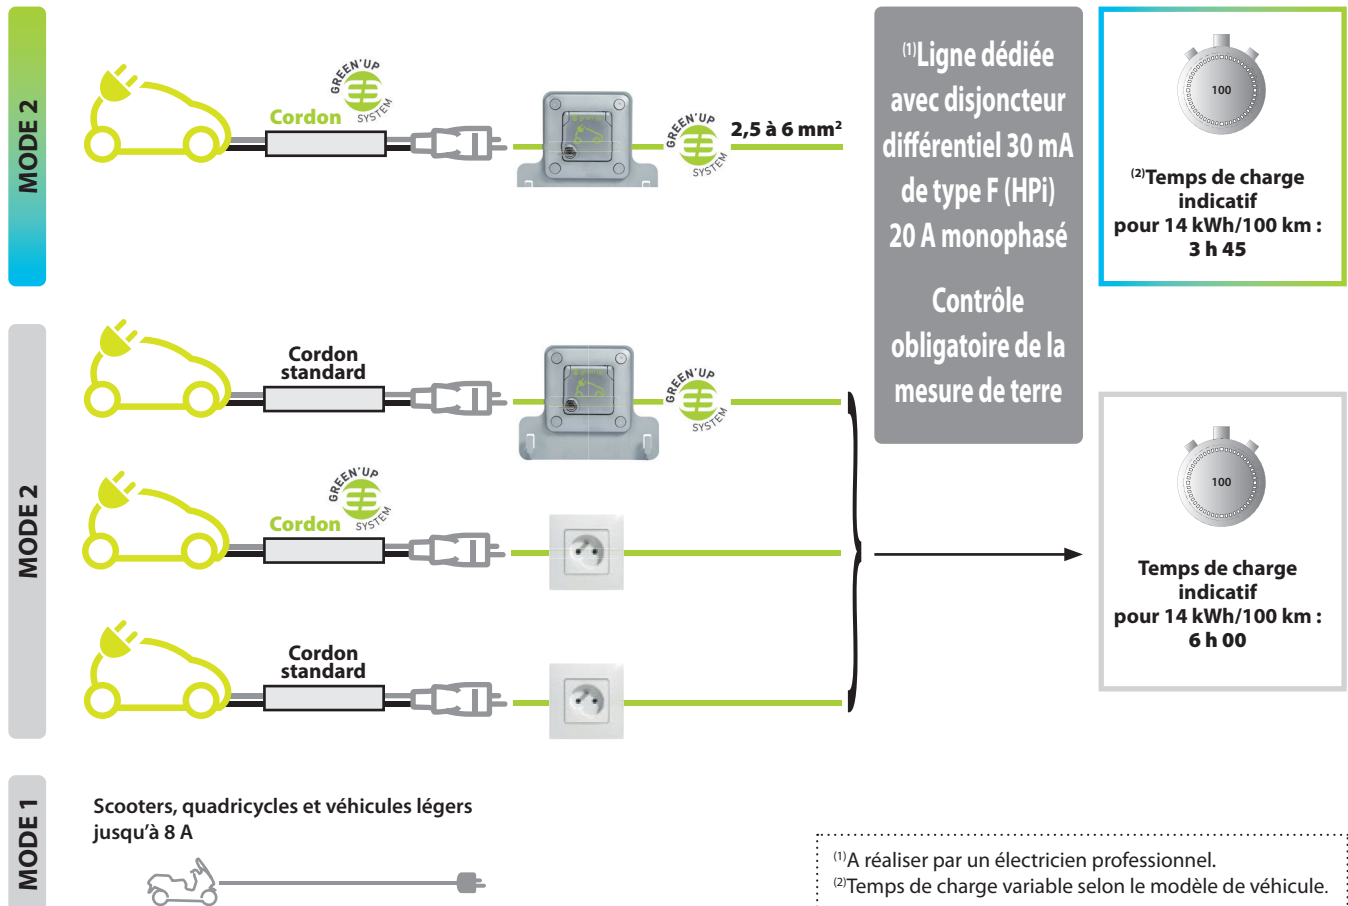 MODE 2
GREEN'UP
SYSTEM
Cordon
GREEN'UP
SYSTEM
2,5 à 6 mm²
(1)Ligne dédiée
avec disjoncteur
différentiel 30 mA
de type F (HPi)
20 A monophasé
Contrôle
obligatoire de la
mesure de terre
100
(2)Temps de charge
indicatif
pour 14 kWh/100 km :
3 h 45
MODE 2
Cordon
standard
GREEN'UP
SYSTEM
GREEN'UP
SYSTEM
Cordon
Cordon
standard
100
Temps de charge
indicatif
pour 14 kWh/100 km :
6 h 00
MODE 1
Scooters, quadricycles et véhicules légers
jusqu'à 8 A
(1)A réaliser par un électricien professionnel.
(2)Temps de charge variable selon le modèle de véhicule.